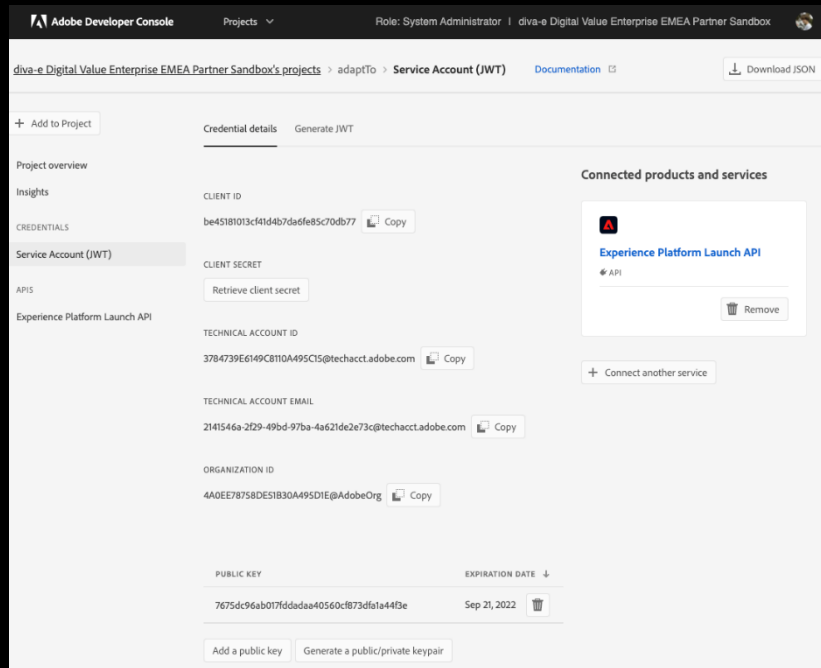 Adobe Developer Console
Projects
Role: System Administrator | diva-e Digital Value Enterprise EMEA Partner Sandbox
diva-e Digital Value Enterprise EMEA Partner Sandbox's projects > adaptTo > Service Account (JWT)
Documentation
Download JSON
+ Add to Project
Project overview
Insights
CREDENTIALS
Service Account (JWT)
APIS
Experience Platform Launch API
Credential details
Generate JWT
CLIENT ID
be45181013cf41d4b7da6fe85c70db77
Copy
CLIENT SECRET
Retrieve client secret
TECHNICAL ACCOUNT ID
3784739E6149C8110A495C15@techacct.adobe.com
Copy
TECHNICAL ACCOUNT EMAIL
2141546a-2f29-49bd-97ba-4a621de2e73c@techacct.adobe.com
Copy
ORGANIZATION ID
4A0EE78758DE51B30A495D1E@AdobeOrg
Copy
PUBLIC KEY
EXPIRATION DATE
7675dc96ab017fddadaa40560cf873dfa1a44f3e
Sep 21, 2022
Add a public key
Generate a public/private keypair
Connected products and services
Experience Platform Launch API
API
Remove
+ Connect another service